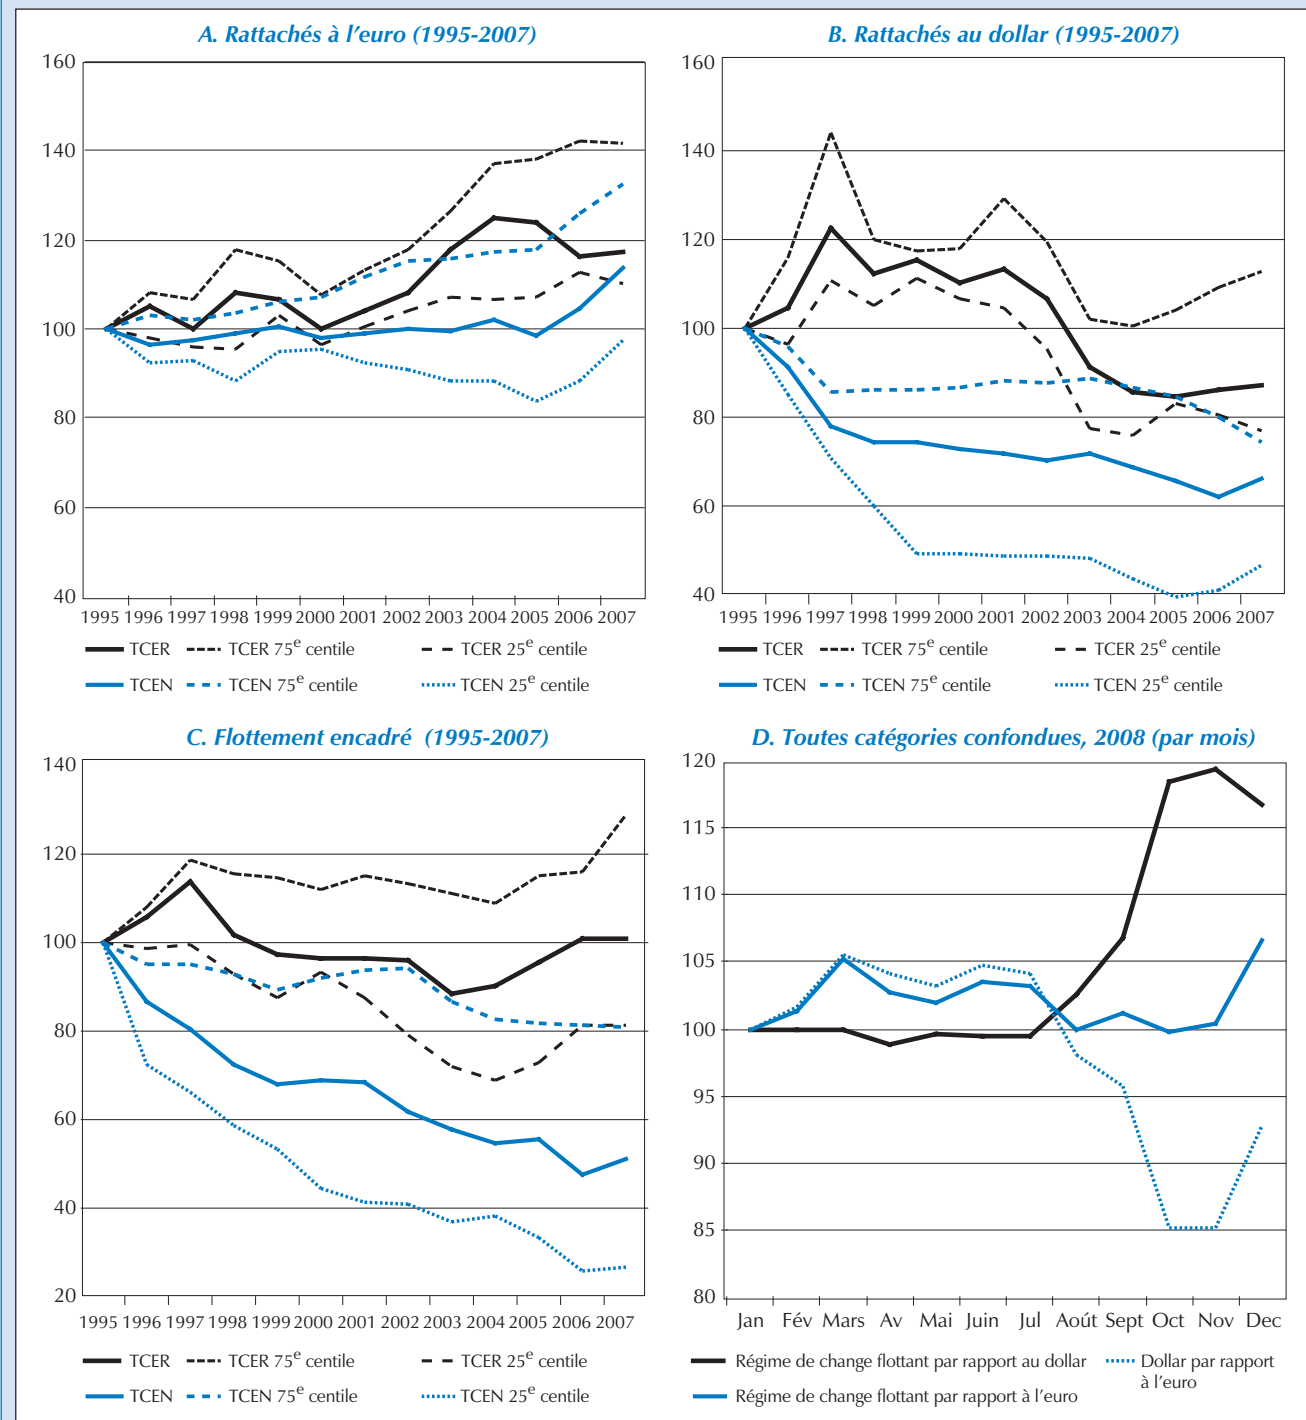 A. Rattachés à l'euro (1995-2007)
160
140
120
100
80
60
40
1995 1996 1997 1998 1999 2000 2001 2002 2003 2004 2005 2006 2007
TCER TCER 75e centile TCER 25e centile
TCEN TCEN 75e centile TCEN 25e centile
B. Rattachés au dollar (1995-2007)
160
140
120
100
80
60
40
1995 1996 1997 1998 1999 2000 2001 2002 2003 2004 2005 2006 2007
TCER TCER 75e centile TCER 25e centile
TCEN TCEN 75e centile TCEN 25e centile
C. Flottement encadré (1995-2007)
140
120
100
80
60
40
20
1995 1996 1997 1998 1999 2000 2001 2002 2003 2004 2005 2006 2007
TCER TCER 75e centile TCER 25e centile
TCEN TCEN 75e centile TCEN 25e centile
D. Toutes catégories confondues, 2008 (par mois)
120
115
110
105
100
95
90
85
80
Jan Fév Mars Av Mai Juin Jul Aoút Sept Oct Nov Dec
Régime de change flottant par rapport au dollar Dollar par rapport
à l'euro
Régime de change flottant par rapport à l'euro